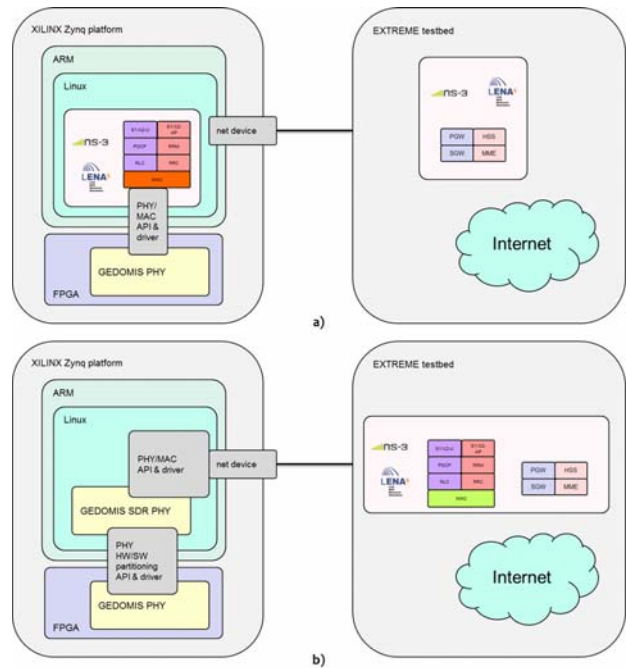 XILINX Zynq platform
EXTREME testbed
ARM
Linux
ns-3
LENA
S1-U
PDCP
RRM
RLC
RRC
MAC
net device
PHY/
MAC
API &
driver
GEDOMIS PHY
FPGA
ns-3
LENA
PGW
HSS
SGW
MME
Internet
a)
XILINX Zynq platform
EXTREME testbed
ARM
Linux
PHY/MAC
API & driver
net device
GEDOMIS SDR PHY
PHY
HW/SW
partitioning
API & driver
GEDOMIS PHY
FPGA
ns-3
LENA
PDCP
RRM
RLC
RRC
MAC
PGW
HSS
SGW
MME
Internet
b)